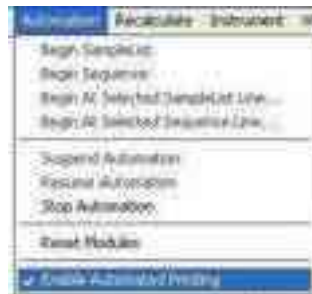 Automation Recalculate Instrument
Begin SampleList
Begin Sequence
Begin At Selected SampleList Line...
Begin At Selected Sequence Line...
Suspend Automation
Resume Automation
Stop Automation
Reset Modules
Enable Automated Printing